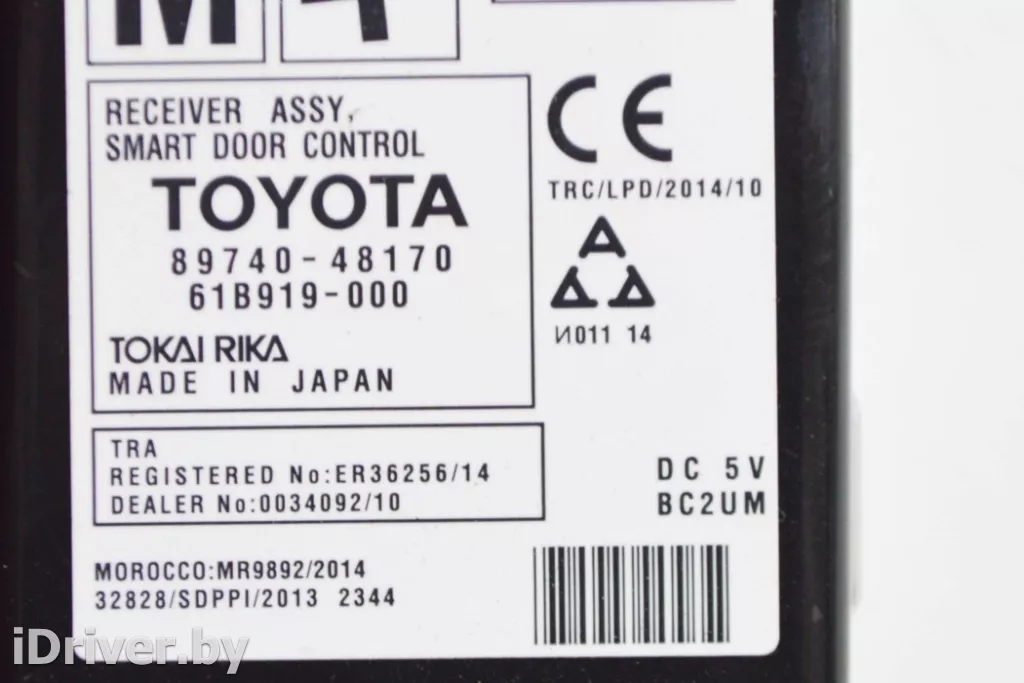 RECEIVER ASSY,
SMART DOOR CONTROL
TOYOTA
89740-48170
61B919-000
TOKAI RIKA
MADE IN JAPAN
CE
TRC/LPD/2014/10
И011 14
TRA
REGISTERED No:ER36256/14
DEALER No:0034092/10
DC 5V
BC2UM
MOROCCO:MR9892/2014
32828/SDPPI/2013 2344
iDriver.by